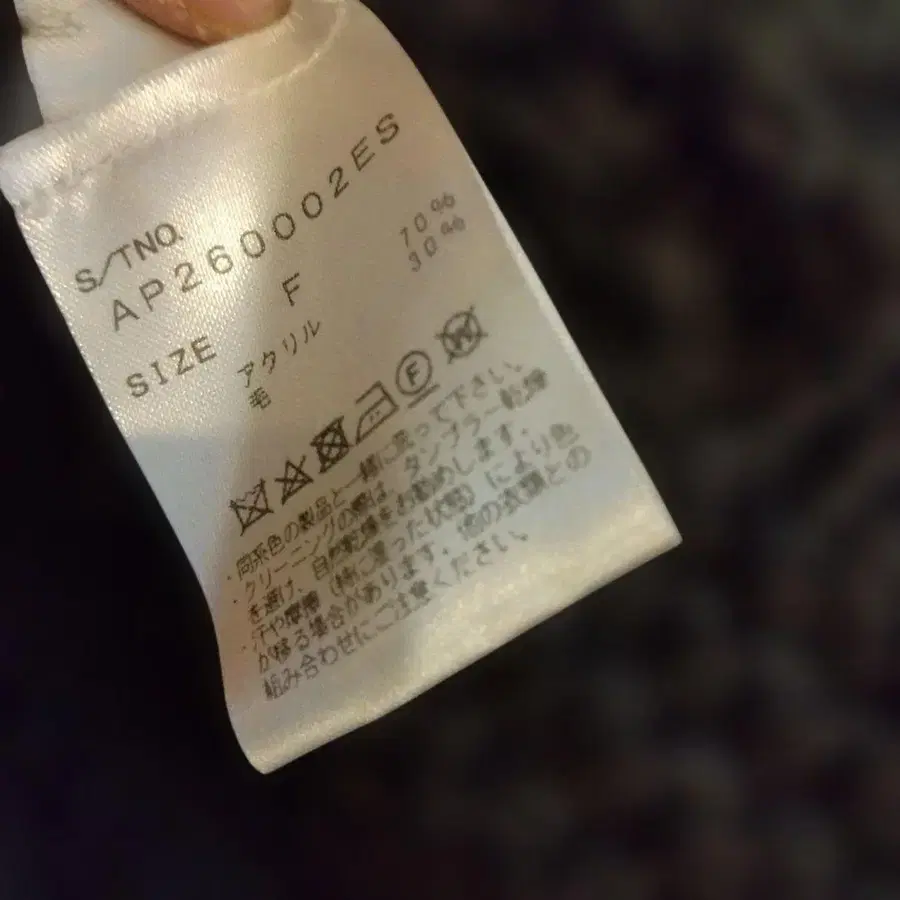 S/TNO.
AP260002ES
SIZE F
アクリル 70%
毛 30%
F W
・同系色の製品と一緒に洗って下さい。
・クリーニングの際は、タンブラー乾燥
を避け、自然乾燥をお勧めします。
・汗や摩擦(特に湿った状態)により色
が移る場合があります。他の衣類との
組み合わせにご注意ください。